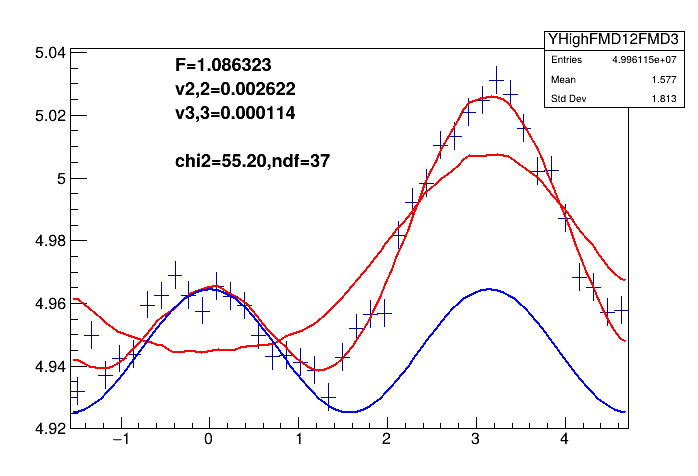 YHighFMD12FMD3
Entries 4.996115e+07
Mean 1.577
Std Dev 1.813
F=1.086323
v2,2=0.002622
v3,3=0.000114
chi2=55.20,ndf=37
5.04
5.02
5
4.98
4.96
4.94
4.92
−1 0 1 2 3 4